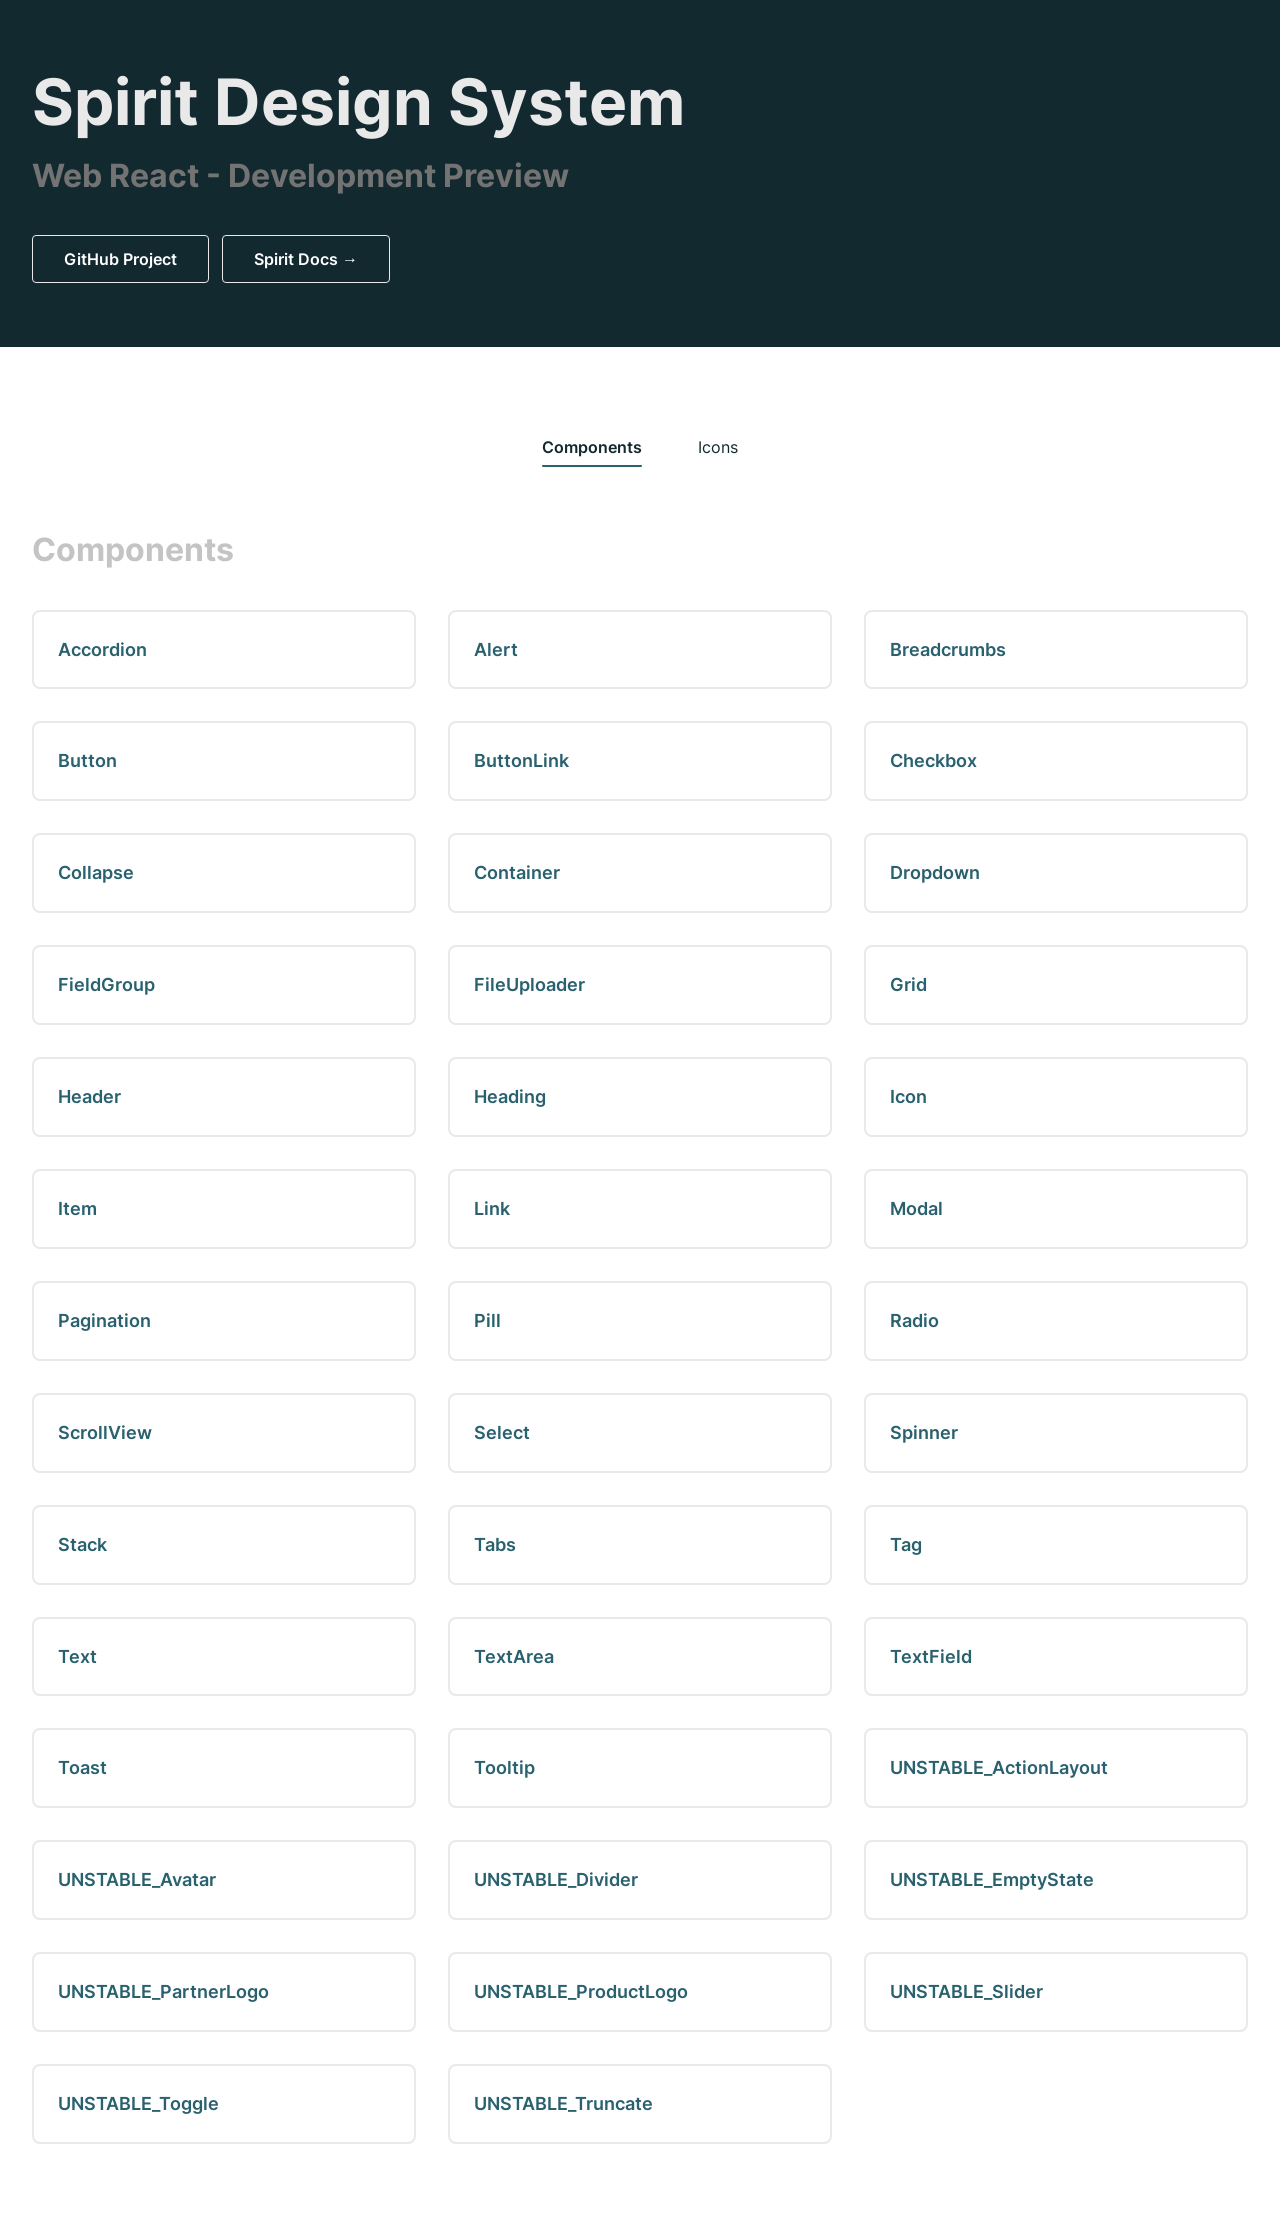 Spirit Design System
Web React - Development Preview
GitHub Project
Spirit Docs →
Components
Icons
Components
Accordion
Alert
Breadcrumbs
Button
ButtonLink
Checkbox
Collapse
Container
Dropdown
FieldGroup
FileUploader
Grid
Header
Heading
Icon
Item
Link
Modal
Pagination
Pill
Radio
ScrollView
Select
Spinner
Stack
Tabs
Tag
Text
TextArea
TextField
Toast
Tooltip
UNSTABLE_ActionLayout
UNSTABLE_Avatar
UNSTABLE_Divider
UNSTABLE_EmptyState
UNSTABLE_PartnerLogo
UNSTABLE_ProductLogo
UNSTABLE_Slider
UNSTABLE_Toggle
UNSTABLE_Truncate